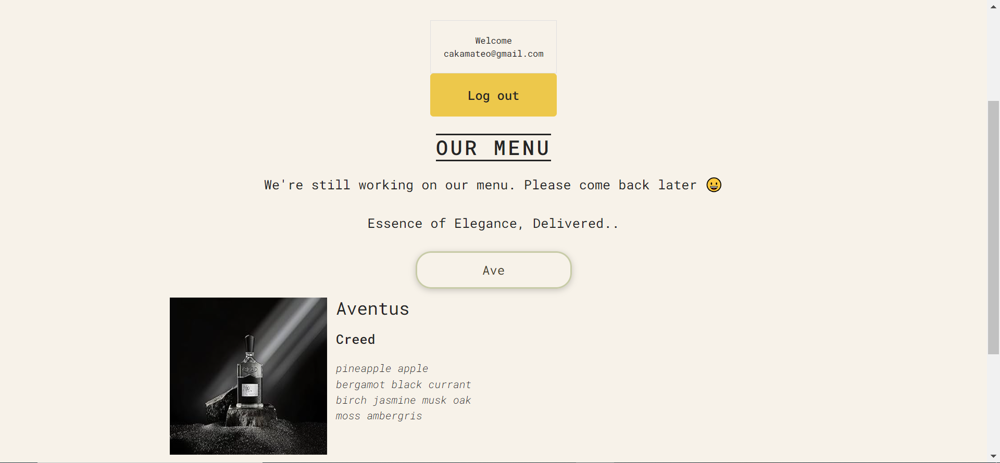 Welcome
cakamateo@gmail.com
Log out
OUR MENU
We're still working on our menu. Please come back later 😀
Essence of Elegance, Delivered..
Ave
Aventus
Creed
CREED
pineapple apple
bergamot black currant
birch jasmine musk oak
moss ambergris